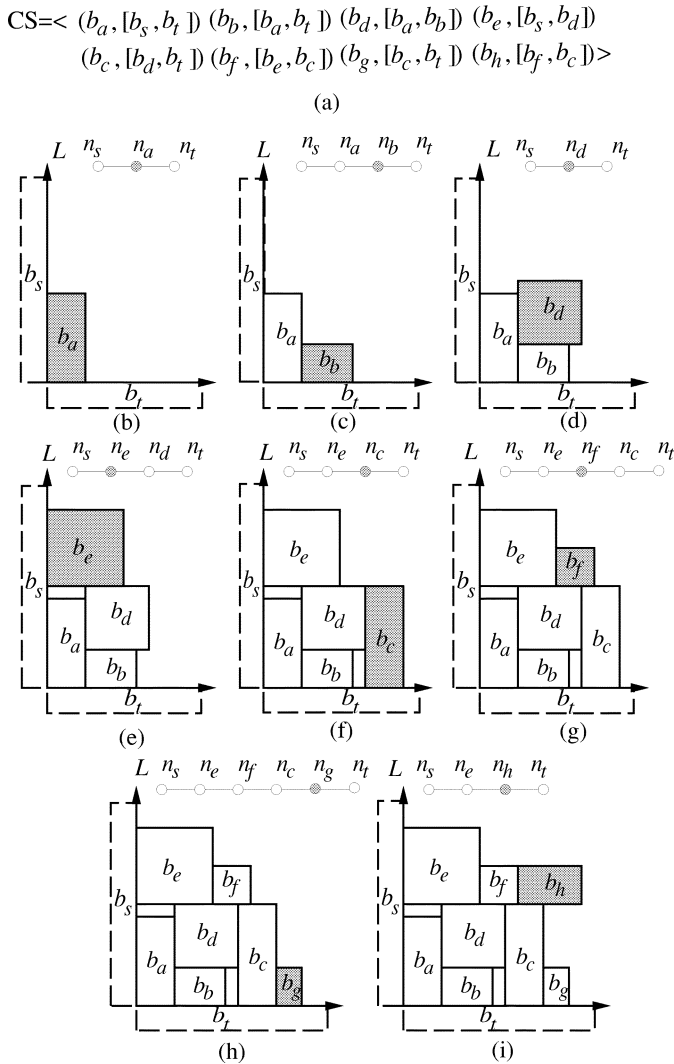 CS=< (b_a, [b_s, b_t]) (b_b, [b_a, b_t]) (b_d, [b_a, b_b]) (b_e, [b_s, b_d])
(b_c, [b_d, b_t]) (b_f, [b_e, b_c]) (b_g, [b_c, b_t]) (b_h, [b_f, b_c])>
(a)
L n_s n_a n_t
b_s
b_a
b_t
(b)
L n_s n_a n_b n_t
b_s
b_a
b_b
b_t
(c)
L n_s n_d n_t
b_s
b_d
b_a
b_b
b_t
(d)
L n_s n_e n_d n_t
b_e
b_s
b_d
b_a
b_b
b_t
(e)
L n_s n_e n_c n_t
b_e
b_s
b_d
b_a
b_c
b_b
b_t
(f)
L n_s n_e n_f n_c n_t
b_e
b_f
b_s
b_d
b_a
b_c
b_b
b_t
(g)
L n_s n_e n_f n_c n_g n_t
b_e
b_f
b_s
b_d
b_a
b_c
b_b
b_g
b_t
(h)
L n_s n_e n_h n_t
b_e
b_f
b_h
b_s
b_d
b_a
b_c
b_b
b_g
b_t
(i)